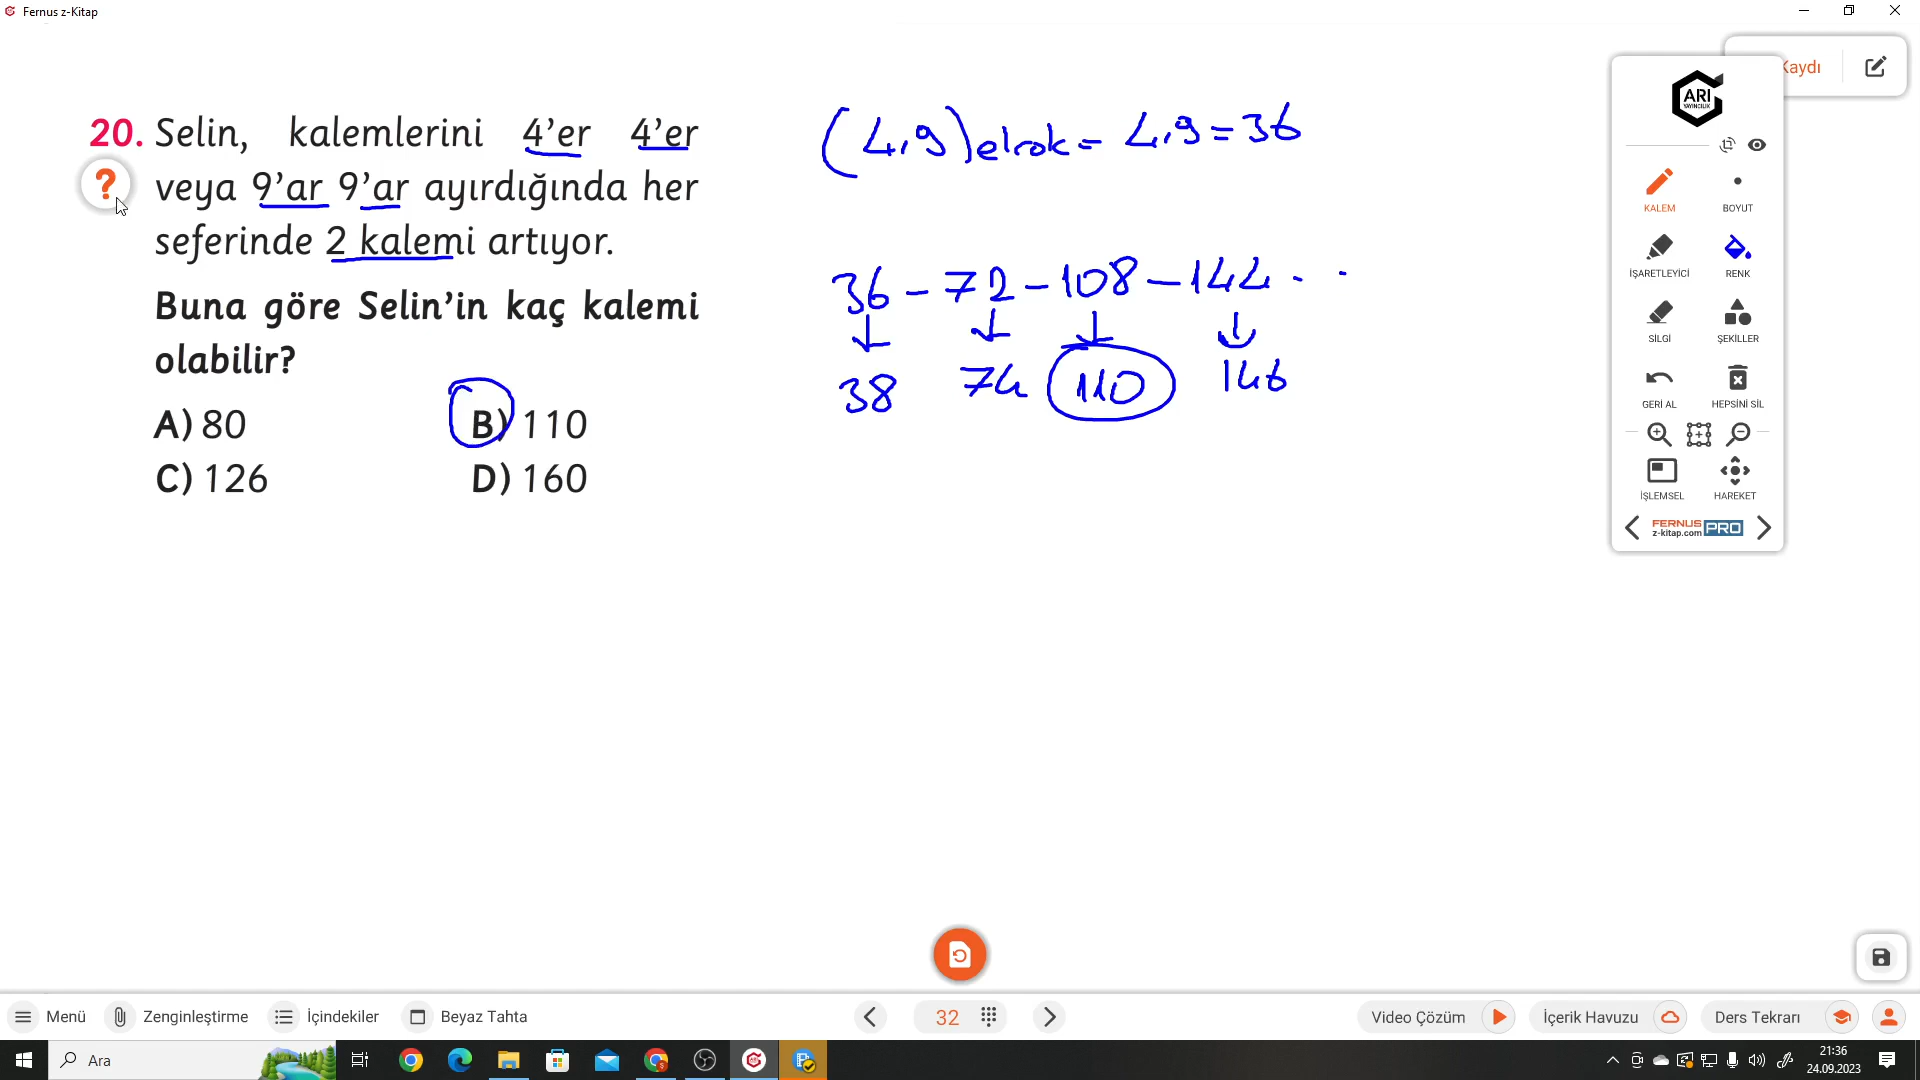 Fernus z-Kitap
Kaydı
ARI
YAYINCILIK
20. Selin, kalemlerini 4’er 4’er
veya 9’ar 9’ar ayırdığında her
seferinde 2 kalemi artıyor.
Buna göre Selin’in kaç kalemi
olabilir?
A) 80 B) 110
C) 126 D) 160
?
(4,9)ekok = 4.9 = 36
36 - 72 - 108 - 144 . .
38 74 110 146
KALEM BOYUT
İŞARETLEYİCİ RENK
SİLGİ ŞEKİLLER
GERİ AL HEPSİNİ SİL
İŞLEMSEL HAREKET
FERNUS PRO
z-kitap.com
Menü Zenginleştirme İçindekiler Beyaz Tahta 32 Video Çözüm İçerik Havuzu Ders Tekrarı
Ara
21:36
24.09.2023